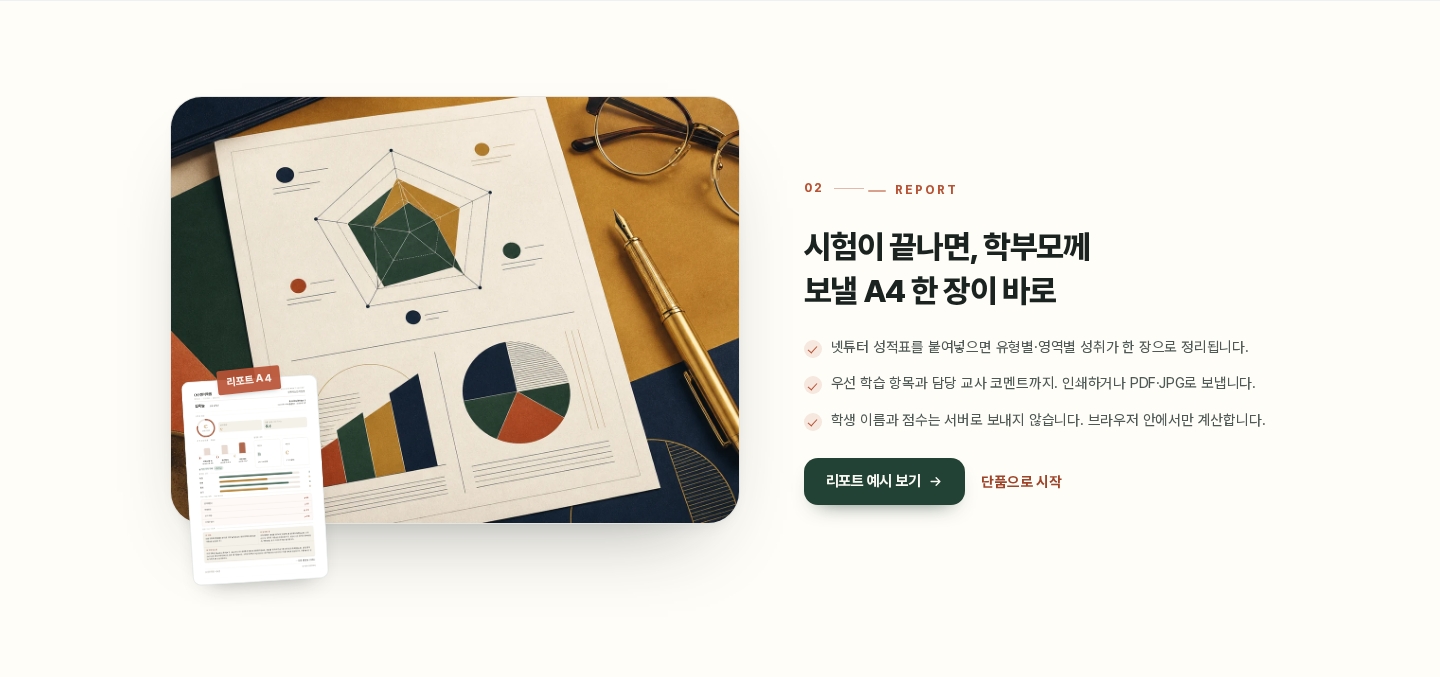 02 REPORT
시험이 끝나면, 학부모께
보낼 A4 한 장이 바로
넷튜터 성적표를 붙여넣으면 유형별·영역별 성취가 한 장으로 정리됩니다.
우선 학습 항목과 담당 교사 코멘트까지. 인쇄하거나 PDF·JPG로 보냅니다.
학생 이름과 점수는 서버로 보내지 않습니다. 브라우저 안에서만 계산합니다.
리포트 예시 보기 →
단품으로 시작
리포트 A4